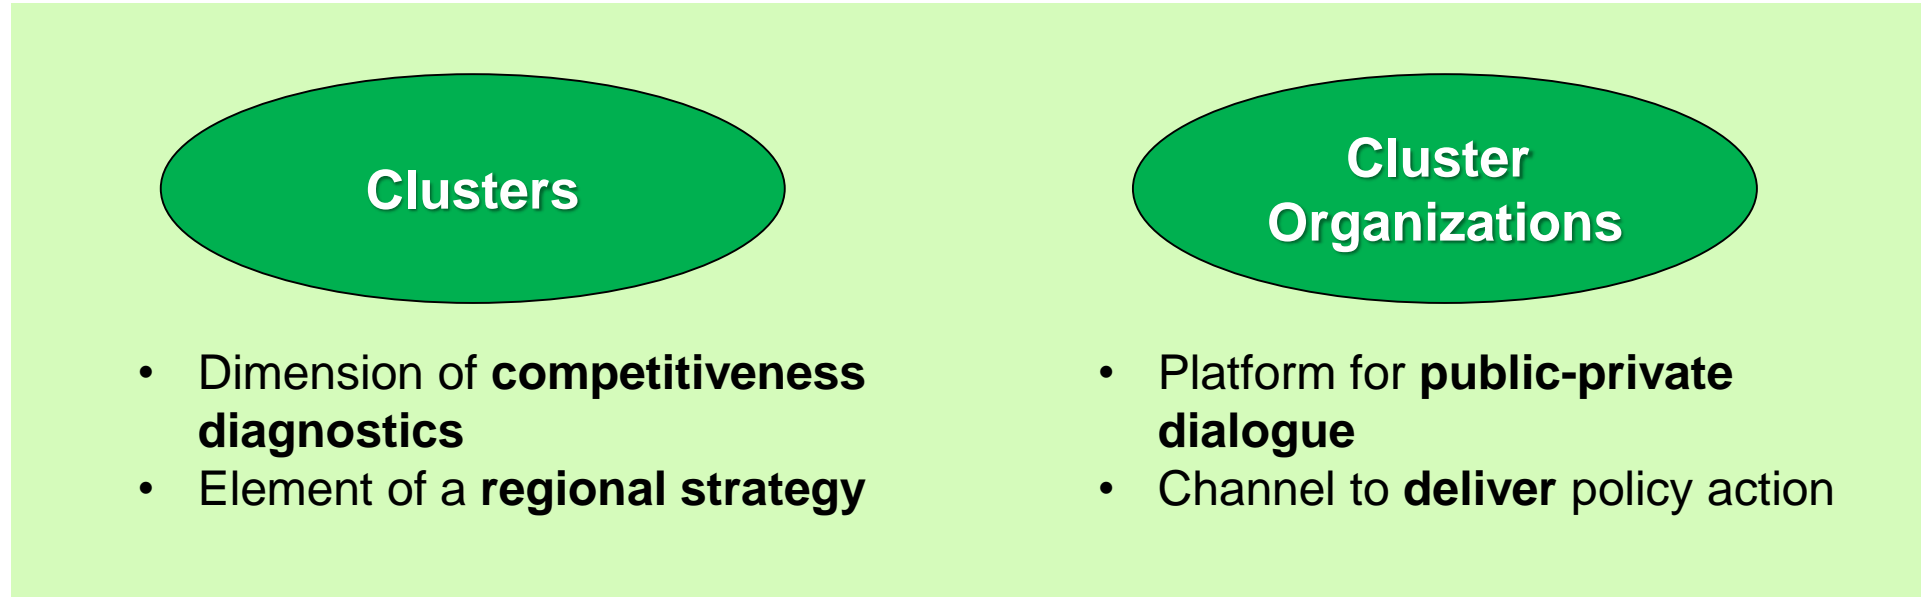 Clusters
• Dimension of competitiveness
diagnostics
• Element of a regional strategy
Cluster
Organizations
• Platform for public-private
dialogue
• Channel to deliver policy action